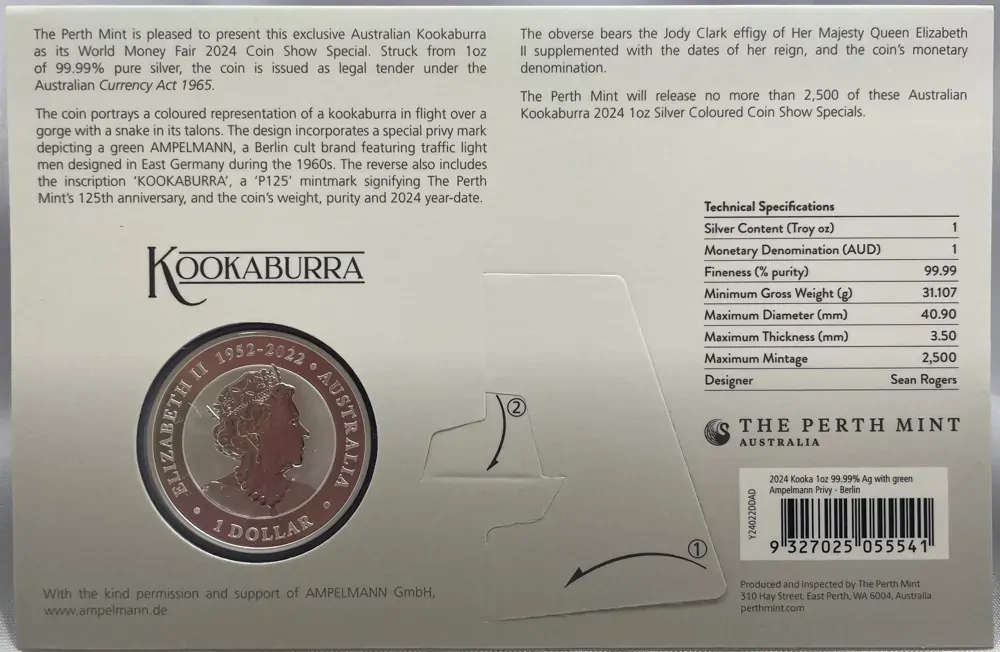 The Perth Mint is pleased to present this exclusive Australian Kookaburra
as its World Money Fair 2024 Coin Show Special. Struck from 1oz
of 99.99% pure silver, the coin is issued as legal tender under the
Australian Currency Act 1965.
The coin portrays a coloured representation of a kookaburra in flight over a
gorge with a snake in its talons. The design incorporates a special privy mark
depicting a green AMPELMANN, a Berlin cult brand featuring traffic light
men designed in East Germany during the 1960s. The reverse also includes
the inscription ‘KOOKABURRA’, a ‘P125’ mintmark signifying The Perth
Mint’s 125th anniversary, and the coin’s weight, purity and 2024 year-date.
The obverse bears the Jody Clark effigy of Her Majesty Queen Elizabeth
II supplemented with the dates of her reign, and the coin’s monetary
denomination.
The Perth Mint will release no more than 2,500 of these Australian
Kookaburra 2024 1oz Silver Coloured Coin Show Specials.
KOOKABURRA
ELIZABETH II 1952-2022 • AUSTRALIA
• 1 DOLLAR •
②
①
Technical Specifications
Silver Content (Troy oz) 1
Monetary Denomination (AUD) 1
Fineness (% purity) 99.99
Minimum Gross Weight (g) 31.107
Maximum Diameter (mm) 40.90
Maximum Thickness (mm) 3.50
Maximum Mintage 2,500
Designer Sean Rogers
THE PERTH MINT
AUSTRALIA
2024 Kooka 1oz 99.99% Ag with green
Ampelmann Privy - Berlin
Y24022DDAD
9 327025 055541
Produced and inspected by The Perth Mint
310 Hay Street, East Perth, WA 6004, Australia
perthmint.com
With the kind permission and support of AMPELMANN GmbH,
www.ampelmann.de